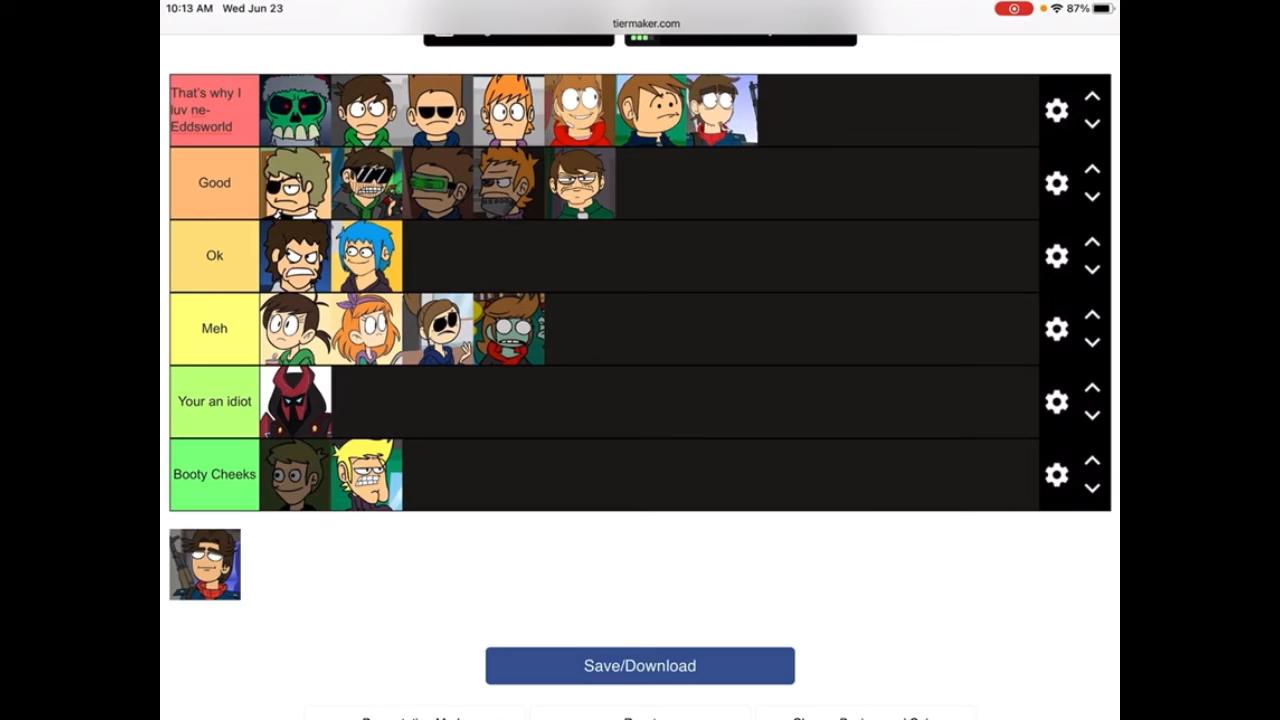 10:13 AM Wed Jun 23
87%
tiermaker.com
That's why I
luv ne-
Eddsworld
Good
Ok
Meh
Your an idiot
Booty Cheeks
Save/Download